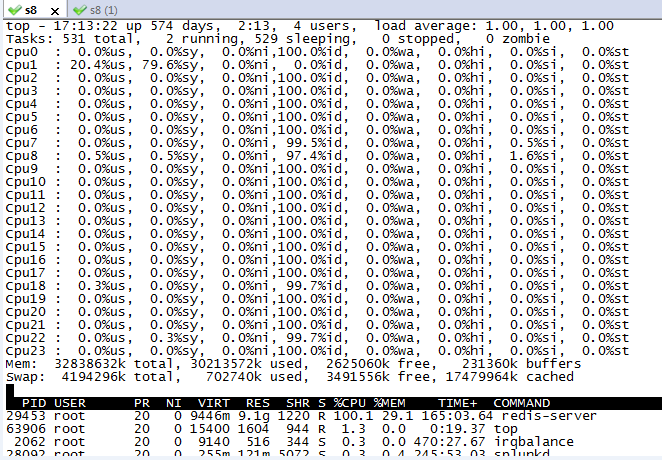 s8 × s8 (1)
top - 17:13:22 up 574 days,  2:13,  4 users,  load average: 1.00, 1.00, 1.00
Tasks: 531 total,   2 running, 529 sleeping,   0 stopped,   0 zombie
Cpu0  :  0.0%us,  0.0%sy,  0.0%ni,100.0%id,  0.0%wa,  0.0%hi,  0.0%si,  0.0%st
Cpu1  : 20.4%us, 79.6%sy,  0.0%ni,  0.0%id,  0.0%wa,  0.0%hi,  0.0%si,  0.0%st
Cpu2  :  0.0%us,  0.0%sy,  0.0%ni,100.0%id,  0.0%wa,  0.0%hi,  0.0%si,  0.0%st
Cpu3  :  0.0%us,  0.0%sy,  0.0%ni,100.0%id,  0.0%wa,  0.0%hi,  0.0%si,  0.0%st
Cpu4  :  0.0%us,  0.0%sy,  0.0%ni,100.0%id,  0.0%wa,  0.0%hi,  0.0%si,  0.0%st
Cpu5  :  0.0%us,  0.0%sy,  0.0%ni,100.0%id,  0.0%wa,  0.0%hi,  0.0%si,  0.0%st
Cpu6  :  0.0%us,  0.0%sy,  0.0%ni,100.0%id,  0.0%wa,  0.0%hi,  0.0%si,  0.0%st
Cpu7  :  0.0%us,  0.0%sy,  0.0%ni, 99.5%id,  0.0%wa,  0.0%hi,  0.5%si,  0.0%st
Cpu8  :  0.5%us,  0.5%sy,  0.0%ni, 97.4%id,  0.0%wa,  0.0%hi,  1.6%si,  0.0%st
Cpu9  :  0.0%us,  0.0%sy,  0.0%ni,100.0%id,  0.0%wa,  0.0%hi,  0.0%si,  0.0%st
Cpu10 :  0.0%us,  0.0%sy,  0.0%ni,100.0%id,  0.0%wa,  0.0%hi,  0.0%si,  0.0%st
Cpu11 :  0.0%us,  0.0%sy,  0.0%ni,100.0%id,  0.0%wa,  0.0%hi,  0.0%si,  0.0%st
Cpu12 :  0.0%us,  0.0%sy,  0.0%ni,100.0%id,  0.0%wa,  0.0%hi,  0.0%si,  0.0%st
Cpu13 :  0.0%us,  0.0%sy,  0.0%ni,100.0%id,  0.0%wa,  0.0%hi,  0.0%si,  0.0%st
Cpu14 :  0.0%us,  0.0%sy,  0.0%ni,100.0%id,  0.0%wa,  0.0%hi,  0.0%si,  0.0%st
Cpu15 :  0.0%us,  0.0%sy,  0.0%ni,100.0%id,  0.0%wa,  0.0%hi,  0.0%si,  0.0%st
Cpu16 :  0.0%us,  0.0%sy,  0.0%ni,100.0%id,  0.0%wa,  0.0%hi,  0.0%si,  0.0%st
Cpu17 :  0.0%us,  0.0%sy,  0.0%ni,100.0%id,  0.0%wa,  0.0%hi,  0.0%si,  0.0%st
Cpu18 :  0.3%us,  0.0%sy,  0.0%ni, 99.7%id,  0.0%wa,  0.0%hi,  0.0%si,  0.0%st
Cpu19 :  0.0%us,  0.0%sy,  0.0%ni,100.0%id,  0.0%wa,  0.0%hi,  0.0%si,  0.0%st
Cpu20 :  0.0%us,  0.0%sy,  0.0%ni,100.0%id,  0.0%wa,  0.0%hi,  0.0%si,  0.0%st
Cpu21 :  0.0%us,  0.0%sy,  0.0%ni,100.0%id,  0.0%wa,  0.0%hi,  0.0%si,  0.0%st
Cpu22 :  0.0%us,  0.3%sy,  0.0%ni, 99.7%id,  0.0%wa,  0.0%hi,  0.0%si,  0.0%st
Cpu23 :  0.0%us,  0.0%sy,  0.0%ni,100.0%id,  0.0%wa,  0.0%hi,  0.0%si,  0.0%st
Mem:  32838632k total, 30213572k used,  2625060k free,   231360k buffers
Swap:  4194296k total,   702740k used,  3491556k free, 17479964k cached
PID USER      PR  NI  VIRT  RES  SHR S %CPU %MEM    TIME+  COMMAND
29453 root      20   0 9446m 9.1g 1220 R 100.1 29.1 165:03.64 redis-server
63906 root      20   0 15400 1604  944 R  1.3  0.0   0:19.37 top
2062 root      20   0  9140  516  344 S  0.3  0.0 470:27.67 irqbalance
28092 root      20   0  255m 121m 5072 S  0.3  0.4 245:53.03 splunkd